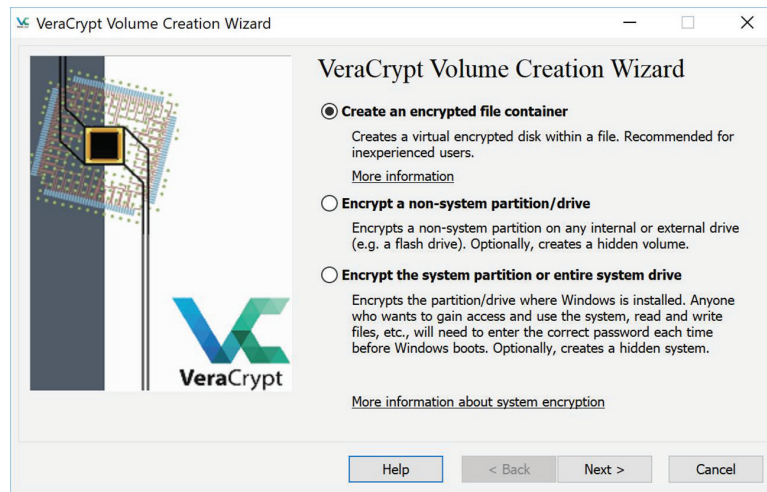 VeraCrypt Volume Creation Wizard
VeraCrypt Volume Creation Wizard
Create an encrypted file container
Creates a virtual encrypted disk within a file. Recommended for
inexperienced users.
More information
Encrypt a non-system partition/drive
Encrypts a non-system partition on any internal or external drive
(e.g. a flash drive). Optionally, creates a hidden volume.
Encrypt the system partition or entire system drive
Encrypts the partition/drive where Windows is installed. Anyone
who wants to gain access and use the system, read and write
files, etc., will need to enter the correct password each time
before Windows boots. Optionally, creates a hidden system.
VeraCrypt
More information about system encryption
Help
< Back
Next >
Cancel